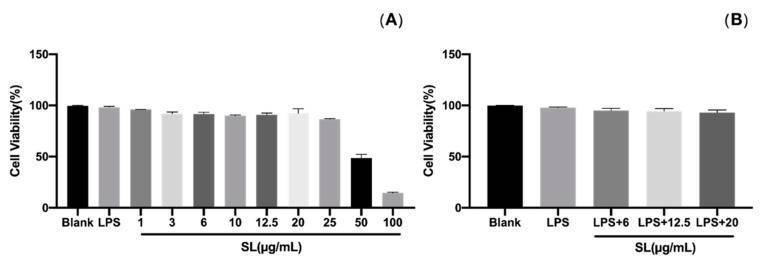 (A)
Cell Viability(%)
150
100
50
0
Blank LPS 1 3 6 10 12.5 20 25 50 100
SL(µg/mL)
(B)
Cell Viability(%)
150
100
50
0
Blank LPS LPS+6 LPS+12.5 LPS+20
SL(µg/mL)